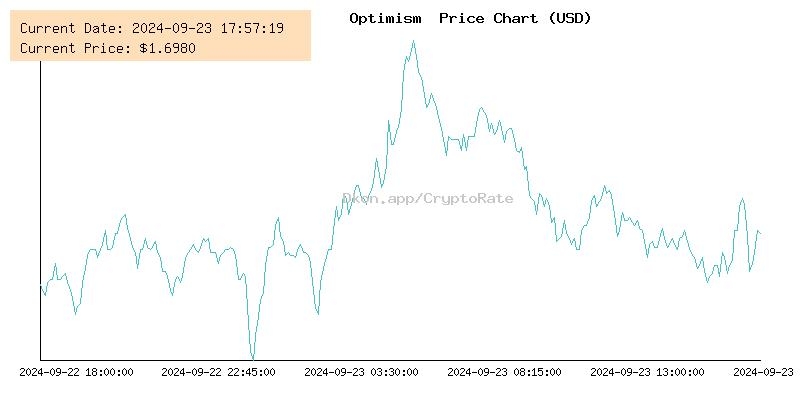 Optimism  Price Chart (USD)
Current Date: 2024-09-23 17:57:19
Current Price: $1.6980
Dkon.app/CryptoRate
2024-09-22 18:00:00 2024-09-22 22:45:00 2024-09-23 03:30:00 2024-09-23 08:15:00 2024-09-23 13:00:00 2024-09-23